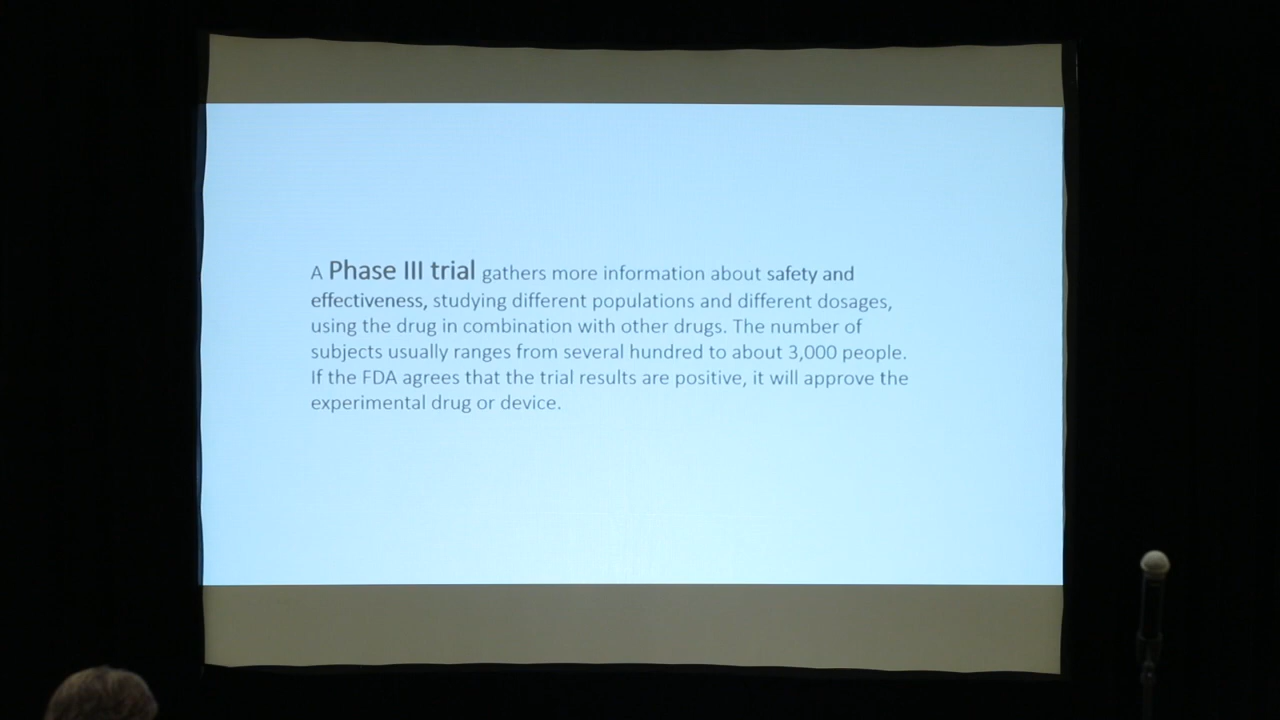 A Phase III trial gathers more information about safety and
effectiveness, studying different populations and different dosages,
using the drug in combination with other drugs. The number of
subjects usually ranges from several hundred to about 3,000 people.
If the FDA agrees that the trial results are positive, it will approve the
experimental drug or device.